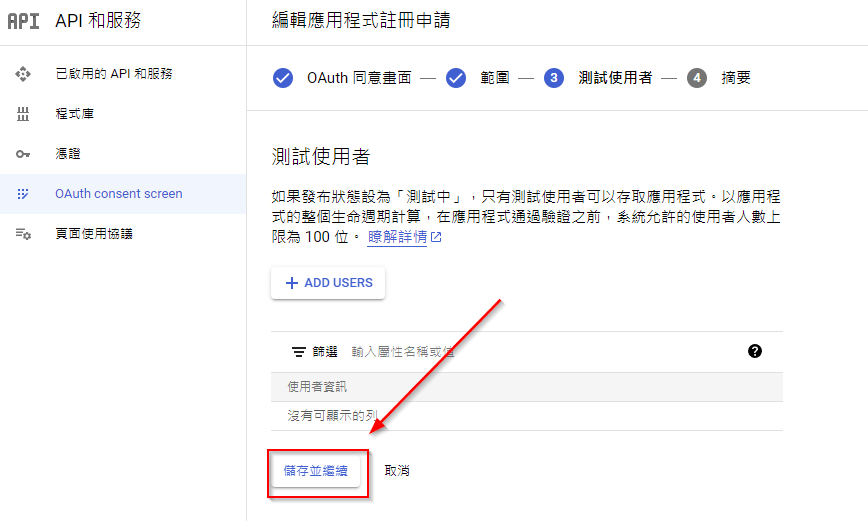 API API 和服務
編輯應用程式註冊申請
已啟用的 API 和服務
程式庫
憑證
OAuth consent screen
頁面使用協議
OAuth 同意畫面 — 範圍 — 3 測試使用者 — 4 摘要
測試使用者
如果發布狀態設為「測試中」，只有測試使用者可以存取應用程式。以應用程
式的整個生命週期計算，在應用程式通過驗證之前，系統允許的使用者人數上
限為 100 位。 瞭解詳情
+ ADD USERS
篩選 輸入屬性名稱或值 ?
使用者資訊
沒有可顯示的列
儲存並繼續 取消